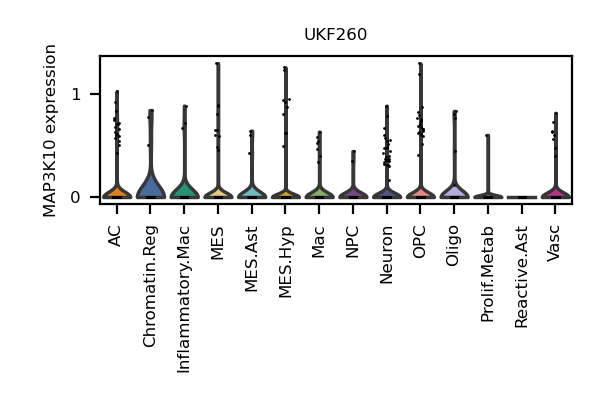 UKF260
MAP3K10 expression
1
0
AC
Chromatin.Reg
Inflammatory.Mac
MES
MES.Ast
MES.Hyp
Mac
NPC
Neuron
OPC
Oligo
Prolif.Metab
Reactive.Ast
Vasc